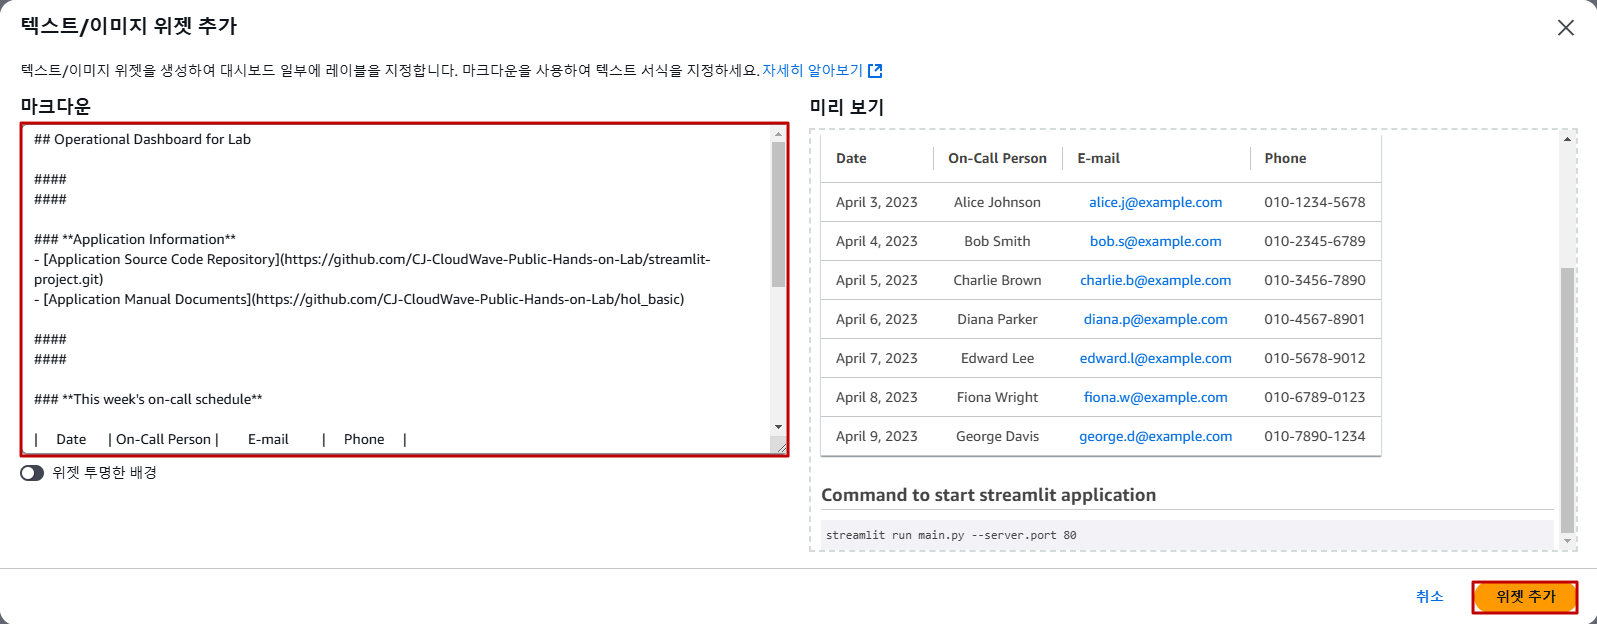 텍스트/이미지 위젯 추가
텍스트/이미지 위젯을 생성하여 대시보드 일부에 레이블을 지정합니다. 마크다운을 사용하여 텍스트 서식을 지정하세요. 자세히 알아보기
마크다운
## Operational Dashboard for Lab
####
####
### **Application Information**
- [Application Source Code Repository](https://github.com/CJ-CloudWave-Public-Hands-on-Lab/streamlit-
project.git)
- [Application Manual Documents](https://github.com/CJ-CloudWave-Public-Hands-on-Lab/hol_basic)
####
####
### **This week's on-call schedule**
| Date | On-Call Person | E-mail | Phone |
위젯 투명한 배경
미리 보기
Date On-Call Person E-mail Phone
April 3, 2023 Alice Johnson alice.j@example.com 010-1234-5678
April 4, 2023 Bob Smith bob.s@example.com 010-2345-6789
April 5, 2023 Charlie Brown charlie.b@example.com 010-3456-7890
April 6, 2023 Diana Parker diana.p@example.com 010-4567-8901
April 7, 2023 Edward Lee edward.l@example.com 010-5678-9012
April 8, 2023 Fiona Wright fiona.w@example.com 010-6789-0123
April 9, 2023 George Davis george.d@example.com 010-7890-1234
Command to start streamlit application
streamlit run main.py --server.port 80
취소
위젯 추가